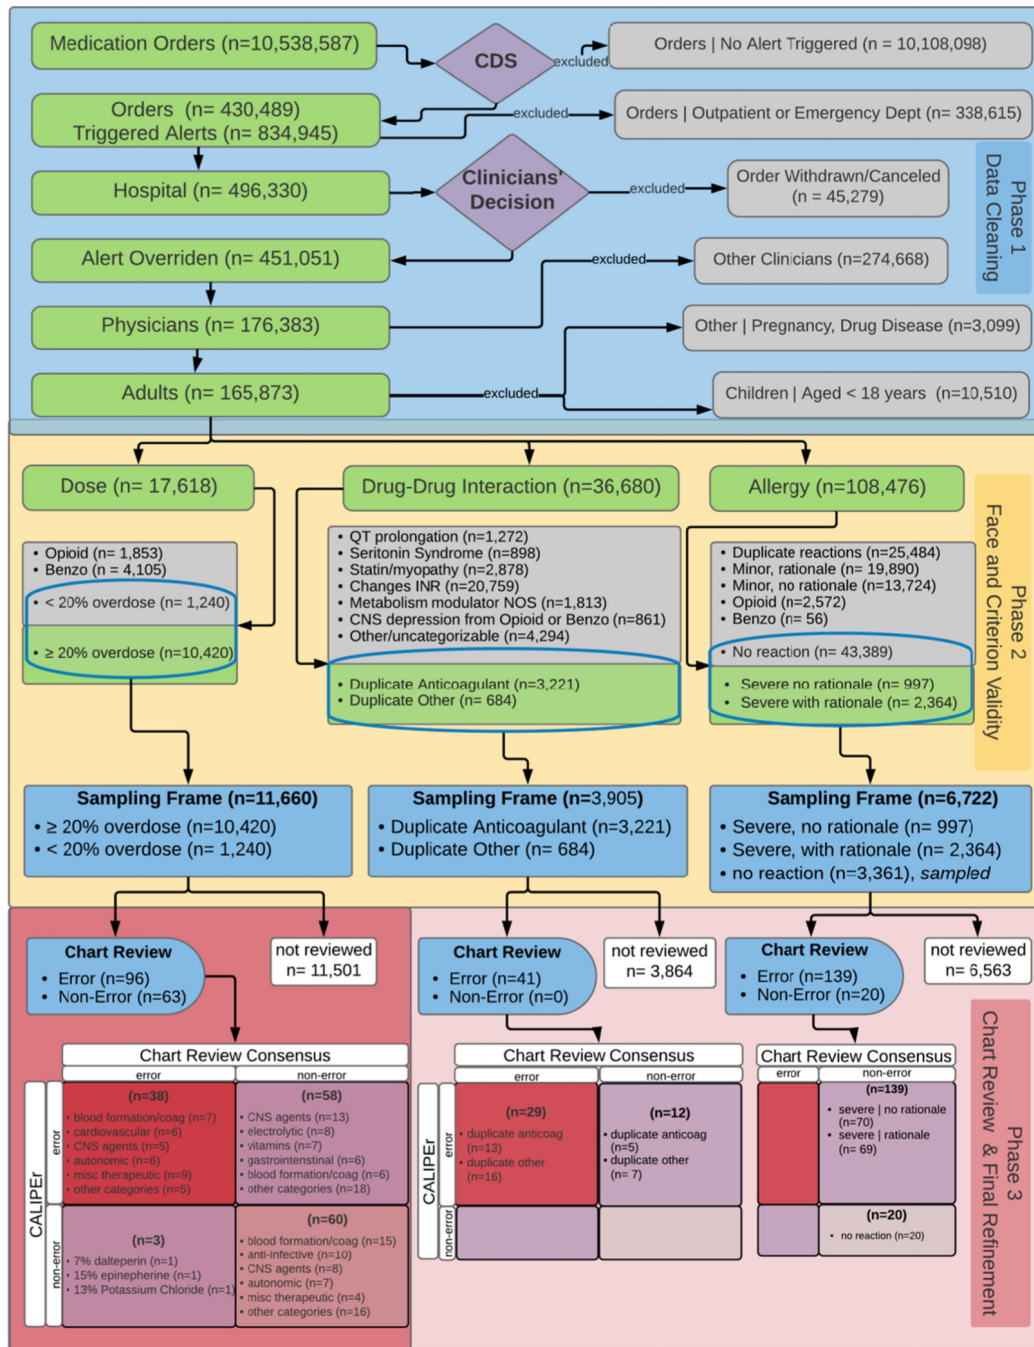 Medication Orders (n=10,538,587)
CDS
excluded
Orders | No Alert Triggered (n = 10,108,098)
Orders (n= 430,489)
Triggered Alerts (n= 834,945)
excluded
Orders | Outpatient or Emergency Dept (n= 338,615)
Hospital (n= 496,330)
Clinicians'
Decision
excluded
Order Withdrawn/Canceled
(n= 45,279)
Phase 1
Data Cleaning
Alert Overriden (n= 451,051)
excluded
Other Clinicians (n=274,668)
Physicians (n= 176,383)
Other | Pregnancy, Drug Disease (n=3,099)
Adults (n= 165,873)
excluded
Children | Aged < 18 years (n=10,510)
Dose (n= 17,618)
Drug-Drug Interaction (n=36,680)
Allergy (n=108,476)
Phase 2
Face and Criterion Validity
• Opioid (n= 1,853)
• Benzo (n= 4,105)
• < 20% overdose (n= 1,240)
• ≥ 20% overdose (n=10,420)
• QT prolongation (n=1,272)
• Seritonin Syndrome (n=898)
• Statin/myopathy (n=2,878)
• Changes INR (n=20,759)
• Metabolism modulator NOS (n=1,813)
• CNS depression from Opioid or Benzo (n=861)
• Other/uncategorizable (n=4,294)
• Duplicate Anticoagulant (n=3,221)
• Duplicate Other (n= 684)
• Duplicate reactions (n=25,484)
• Minor, rationale (n= 19,890)
• Minor, no rationale (n=13,724)
• Opioid (n=2,572)
• Benzo (n= 56)
• No reaction (n= 43,389)
• Severe no rationale (n= 997)
• Severe with rationale (n= 2,364)
Sampling Frame (n=11,660)
• ≥ 20% overdose (n=10,420)
• < 20% overdose (n= 1,240)
Sampling Frame (n=3,905)
• Duplicate Anticoagulant (n=3,221)
• Duplicate Other (n= 684)
Sampling Frame (n=6,722)
• Severe, no rationale (n= 997)
• Severe, with rationale (n= 2,364)
• no reaction (n=3,361), sampled
Chart Review
• Error (n=96)
• Non-Error (n=63)
not reviewed
n= 11,501
Chart Review
• Error (n=41)
• Non-Error (n=0)
not reviewed
n= 3,864
Chart Review
• Error (n=139)
• Non-Error (n=20)
not reviewed
n= 6,563
Phase 3
Chart Review & Final Refinement
Chart Review Consensus
error
non-error
CALIPEr
error
non-error
(n=38)
• blood formation/coag (n=7)
• cardiovascular (n=6)
• CNS agents (n=5)
• autonomic (n=6)
• misc therapeutic (n=9)
• other categories (n=5)
(n=58)
• CNS agents (n=13)
• electrolytic (n=8)
• vitamins (n=7)
• gastrointestinal (n=6)
• blood formation/coag (n=6)
• other categories (n=18)
(n=3)
• 7% dalteperin (n=1)
• 15% epinepherine (n=1)
• 13% Potassium Chloride (n=1)
(n=60)
• blood formation/coag (n=15)
• anti-infective (n=10)
• CNS agents (n=8)
• autonomic (n=7)
• misc therapeutic (n=4)
• other categories (n=16)
Chart Review Consensus
error
non-error
CALIPEr
error
non-error
(n=29)
• duplicate anticoag
(n=13)
• duplicate other
(n=16)
(n=12)
• duplicate anticoag
(n=5)
• duplicate other
(n= 7)
Chart Review Consensus
error
non-error
(n=139)
• severe | no rationale
(n=70)
• severe | rationale
(n= 69)
(n=20)
• no reaction (n=20)